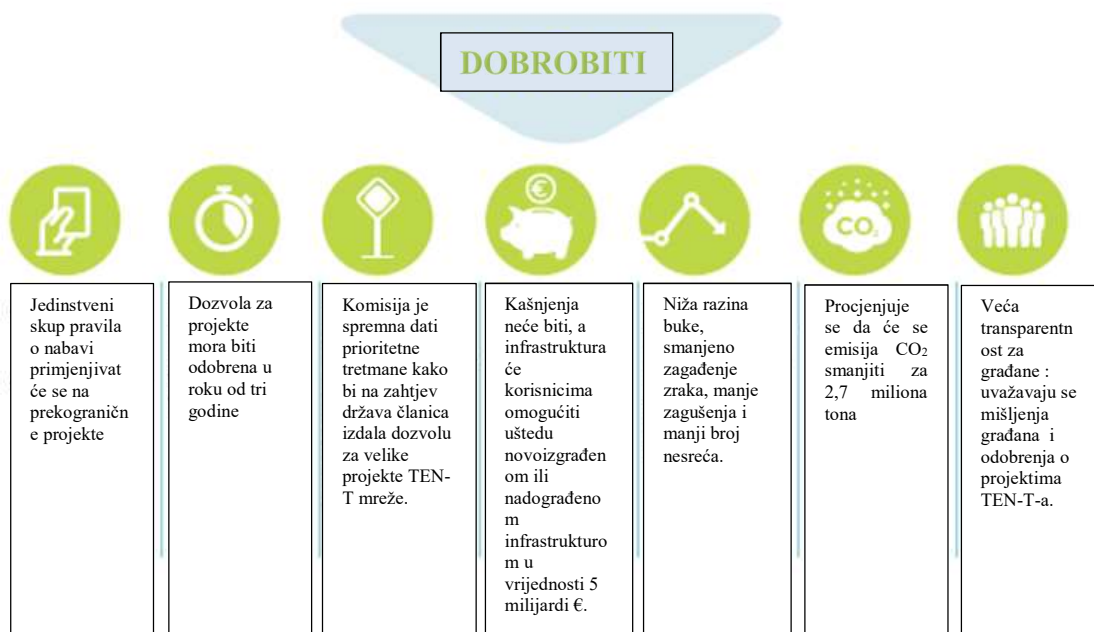 DOBROBITI
€
CO₂
Jedinstveni
skup pravila
o nabavi
primjenjivat
će se na
prekograničn
e projekte
Dozvola za
projekte
mora biti
odobrena u
roku od tri
godine
Komisija je
spremna dati
prioritetne
tretmane kako
bi na zahtjev
država članica
izdala dozvolu
za velike
projekte TEN-
T mreže.
Kašnjenja
neće biti, a
infrastruktura
će
korisnicima
omogućiti
uštedu
novoizgrađen
om ili
nadograđeno
m
infrastrukturo
m u
vrijednosti 5
milijardi €.
Niža razina
buke,
smanjeno
zagađenje
zraka, manje
zagušenja i
manji broj
nesreća.
Procjenjuje
se da će se
emisija CO₂
smanjiti za
2,7 miliona
tona
Veća
transparentn
ost za
građane :
uvažavaju se
mišljenja
građana i
odobrenja o
projektima
TEN-T-a.